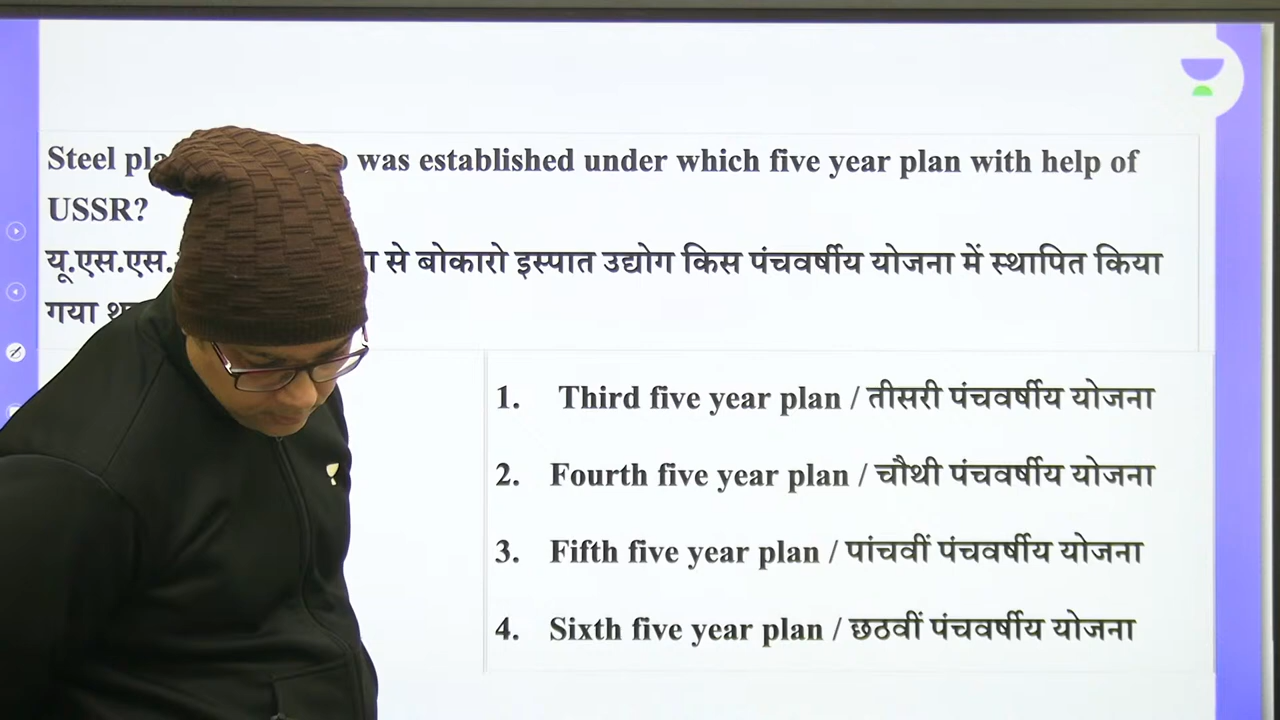 Steel was established under which five year plan with help of
USSR?
यू.एस.एस. से बोकारो इस्पात उद्योग किस पंचवर्षीय योजना में स्थापित किया
गया
1. Third five year plan / तीसरी पंचवर्षीय योजना
2. Fourth five year plan / चौथी पंचवर्षीय योजना
3. Fifth five year plan / पांचवीं पंचवर्षीय योजना
4. Sixth five year plan / छठवीं पंचवर्षीय योजना